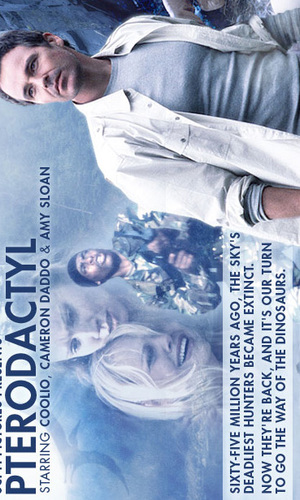 PTERODACTYL
STARRING COOLIO, CAMERON DADDO & AMY SLOAN
SIXTY-FIVE MILLION YEARS AGO, THE SKY'S
DEADLIEST HUNTERS BECAME EXTINCT.
NOW THEY'RE BACK, AND IT'S OUR TURN
TO GO THE WAY OF THE DINOSAURS.